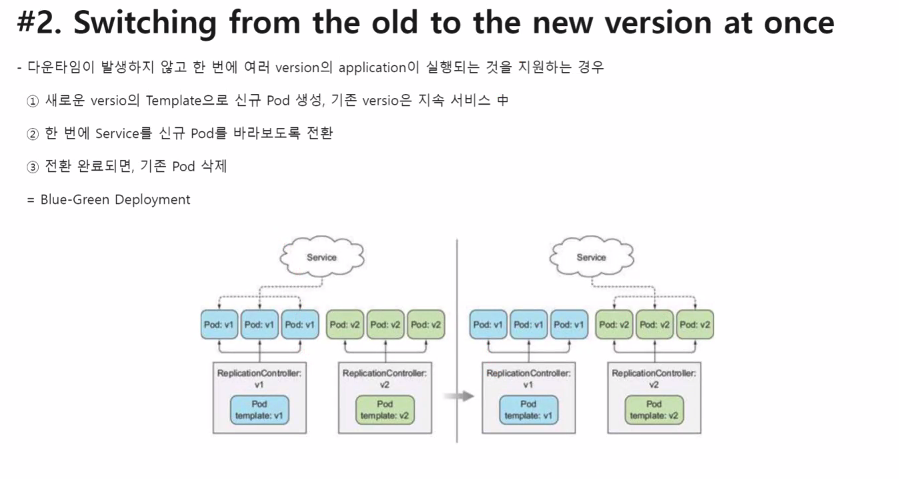 #2. Switching from the old to the new version at once
- 다운타임이 발생하지 않고 한 번에 여러 version의 application이 실행되는 것을 지원하는 경우
① 새로운 versio의 Template으로 신규 Pod 생성, 기존 versio은 지속 서비스 中
② 한 번에 Service를 신규 Pod를 바라보도록 전환
③ 전환 완료되면, 기존 Pod 삭제
= Blue-Green Deployment
Service
Pod: v1
Pod: v1
Pod: v1
Pod: v2
Pod: v2
Pod: v2
ReplicationController:
v1
Pod
template: v1
ReplicationController:
v2
Pod
template: v2
Service
Pod: v1
Pod: v1
Pod: v1
Pod: v2
Pod: v2
Pod: v2
ReplicationController:
v1
Pod
template: v1
ReplicationController:
v2
Pod
template: v2